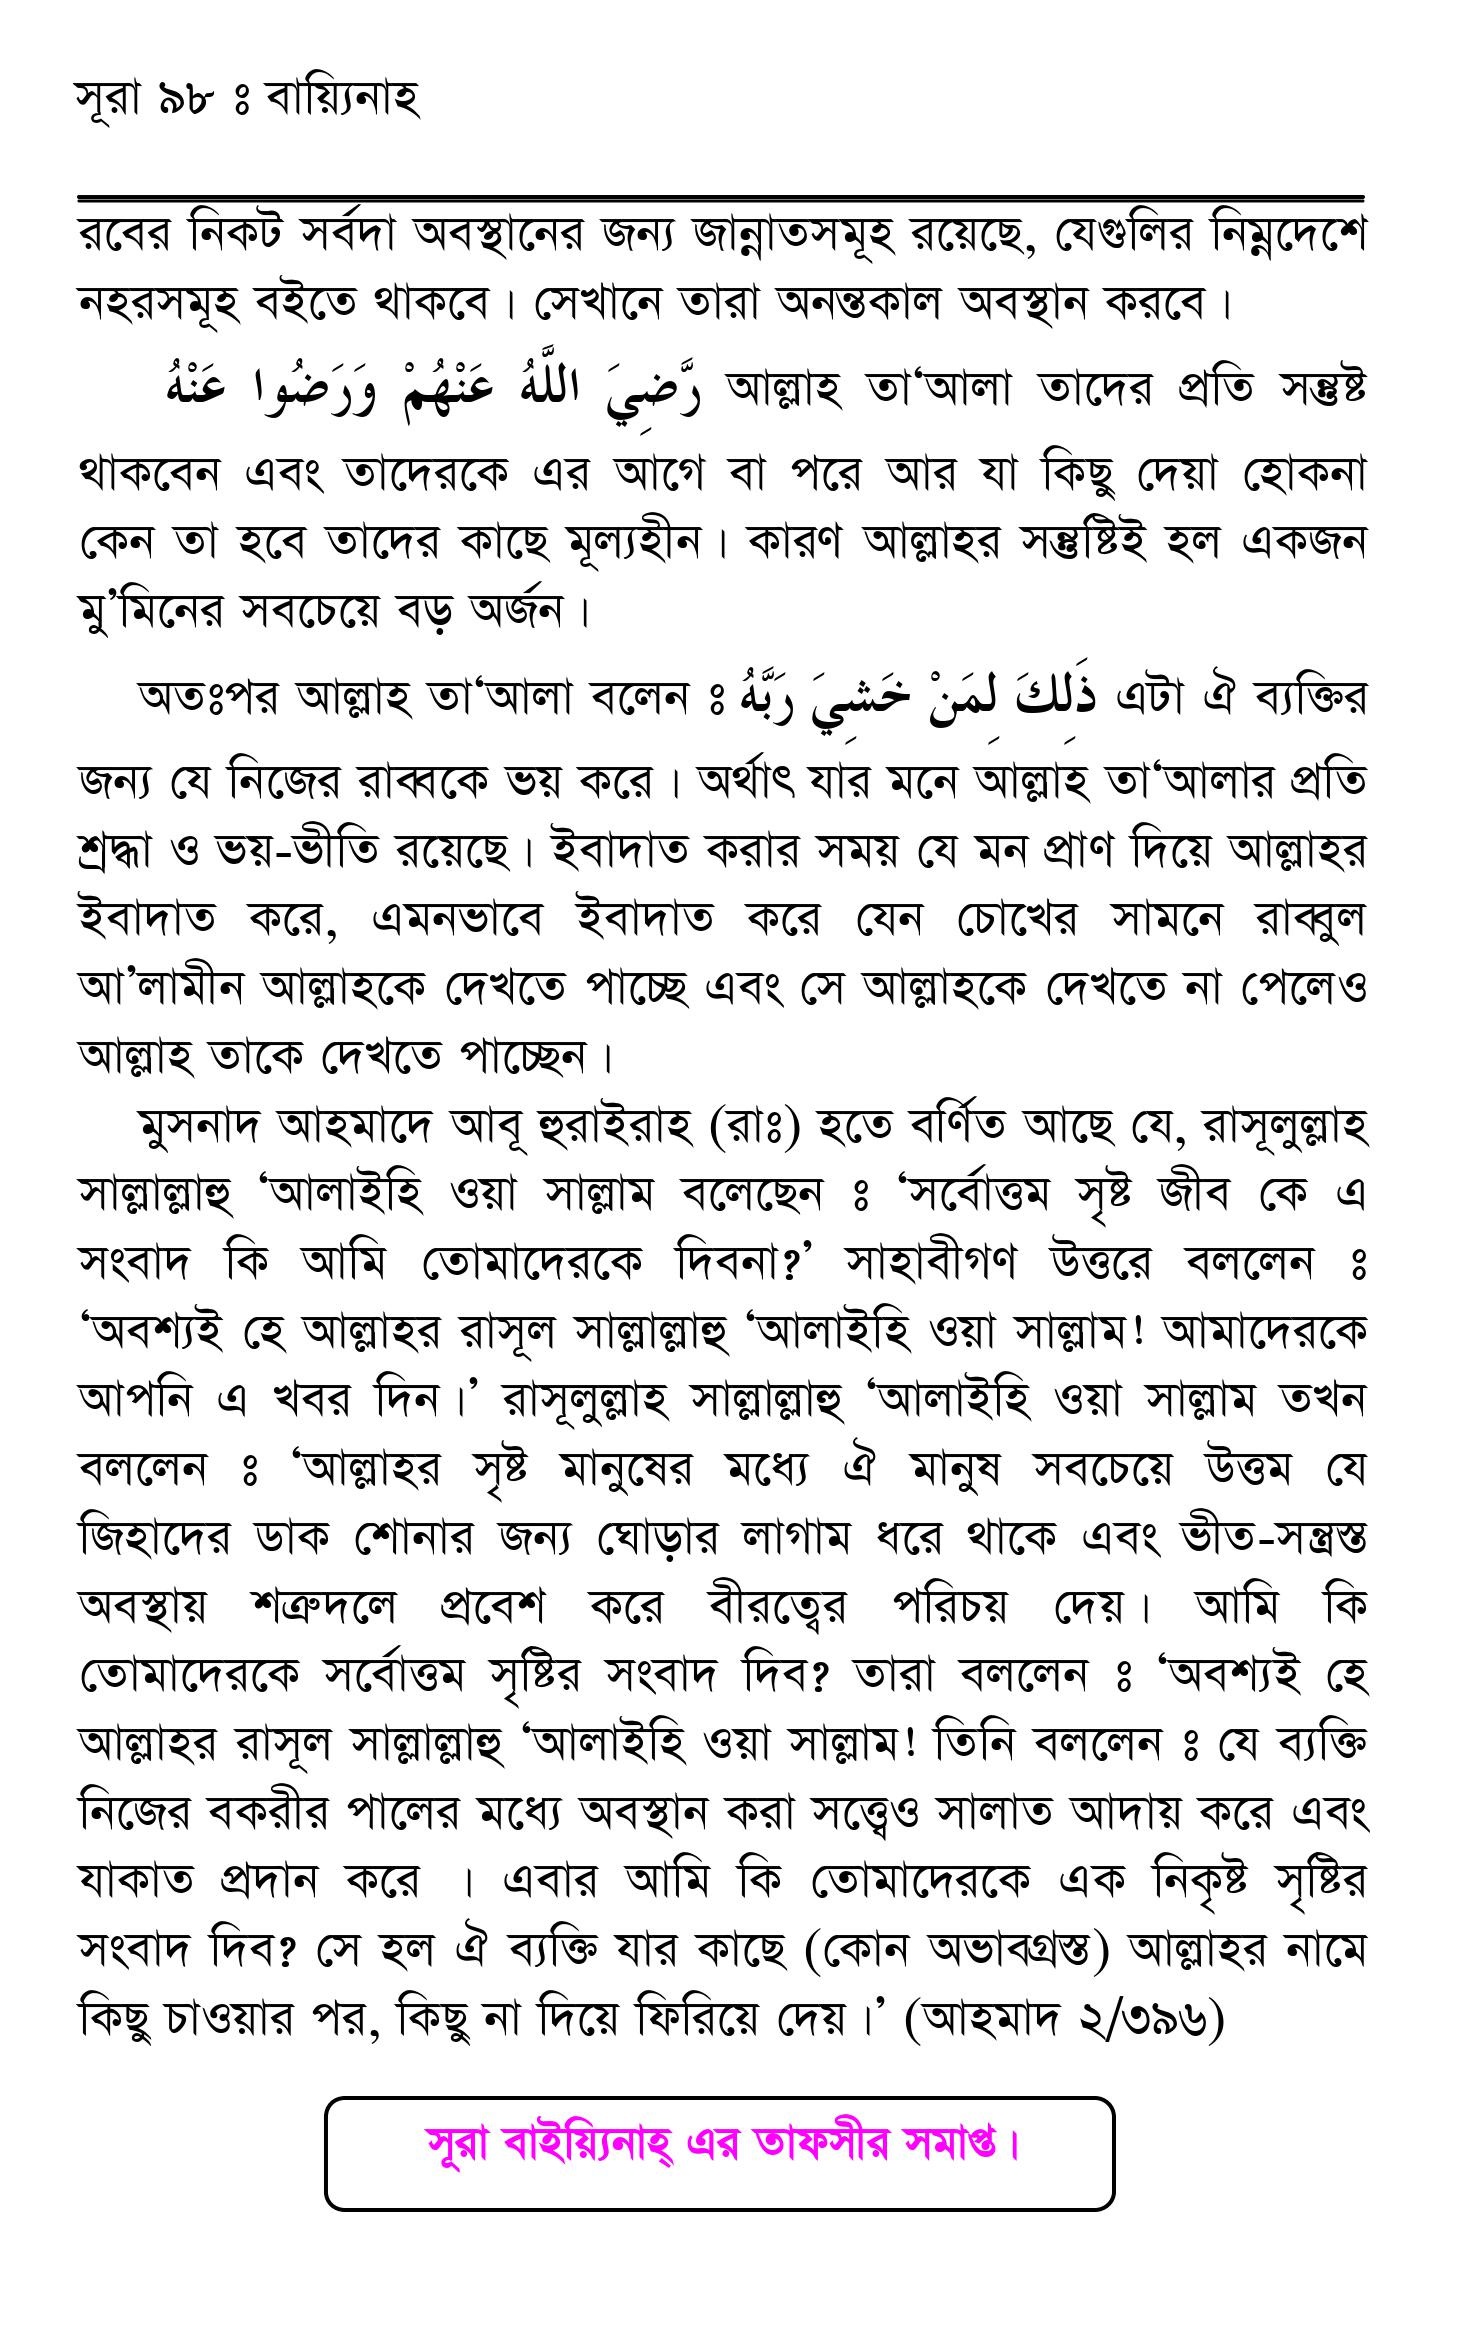 সূরা ৯৮ ঃ বায়্যিনাহ
রবের নিকট সর্বদা অবস্থানের জন্য জান্নাতসমূহ রয়েছে, যেগুলির নিম্নদেশে
নহরসমূহ বইতে থাকবে। সেখানে তারা অনন্তকাল অবস্থান করবে।
رَّضِيَ اللَّهُ عَنْهُمْ وَرَضُوا عَنْهُ আল্লাহ তা‘আলা তাদের প্রতি সন্তুষ্ট
থাকবেন এবং তাদেরকে এর আগে বা পরে আর যা কিছু দেয়া হোকনা
কেন তা হবে তাদের কাছে মূল্যহীন। কারণ আল্লাহর সন্তুষ্টিই হল একজন
মু’মিনের সবচেয়ে বড় অর্জন।
অতঃপর আল্লাহ তা‘আলা বলেন ঃ ذَلِكَ لِمَنْ خَشِيَ رَبَّهُ এটা ঐ ব্যক্তির
জন্য যে নিজের রাব্বকে ভয় করে। অর্থাৎ যার মনে আল্লাহ তা‘আলার প্রতি
শ্রদ্ধা ও ভয়-ভীতি রয়েছে। ইবাদাত করার সময় যে মন প্রাণ দিয়ে আল্লাহর
ইবাদাত করে, এমনভাবে ইবাদাত করে যেন চোখের সামনে রাব্বুল
আ’লামীন আল্লাহকে দেখতে পাচ্ছে এবং সে আল্লাহকে দেখতে না পেলেও
আল্লাহ তাকে দেখতে পাচ্ছেন।
মুসনাদ আহমাদে আবূ হুরাইরাহ (রাঃ) হতে বর্ণিত আছে যে, রাসূলুল্লাহ
সাল্লাল্লাহু ‘আলাইহি ওয়া সাল্লাম বলেছেন ঃ ‘সর্বোত্তম সৃষ্ট জীব কে এ
সংবাদ কি আমি তোমাদেরকে দিবনা?’ সাহাবীগণ উত্তরে বললেন ঃ
‘অবশ্যই হে আল্লাহর রাসূল সাল্লাল্লাহু ‘আলাইহি ওয়া সাল্লাম! আমাদেরকে
আপনি এ খবর দিন।’ রাসূলুল্লাহ সাল্লাল্লাহু ‘আলাইহি ওয়া সাল্লাম তখন
বললেন ঃ ‘আল্লাহর সৃষ্ট মানুষের মধ্যে ঐ মানুষ সবচেয়ে উত্তম যে
জিহাদের ডাক শোনার জন্য ঘোড়ার লাগাম ধরে থাকে এবং ভীত-সন্ত্রস্ত
অবস্থায় শত্রুদলে প্রবেশ করে বীরত্বের পরিচয় দেয়। আমি কি
তোমাদেরকে সর্বোত্তম সৃষ্টির সংবাদ দিব? তারা বললেন ঃ ‘অবশ্যই হে
আল্লাহর রাসূল সাল্লাল্লাহু ‘আলাইহি ওয়া সাল্লাম! তিনি বললেন ঃ যে ব্যক্তি
নিজের বকরীর পালের মধ্যে অবস্থান করা সত্ত্বেও সালাত আদায় করে এবং
যাকাত প্রদান করে । এবার আমি কি তোমাদেরকে এক নিকৃষ্ট সৃষ্টির
সংবাদ দিব? সে হল ঐ ব্যক্তি যার কাছে (কোন অভাবগ্রস্ত) আল্লাহর নামে
কিছু চাওয়ার পর, কিছু না দিয়ে ফিরিয়ে দেয়।’ (আহমাদ ২/৩৯৬)
সূরা বাইয়্যিনাহ্ এর তাফসীর সমাপ্ত।